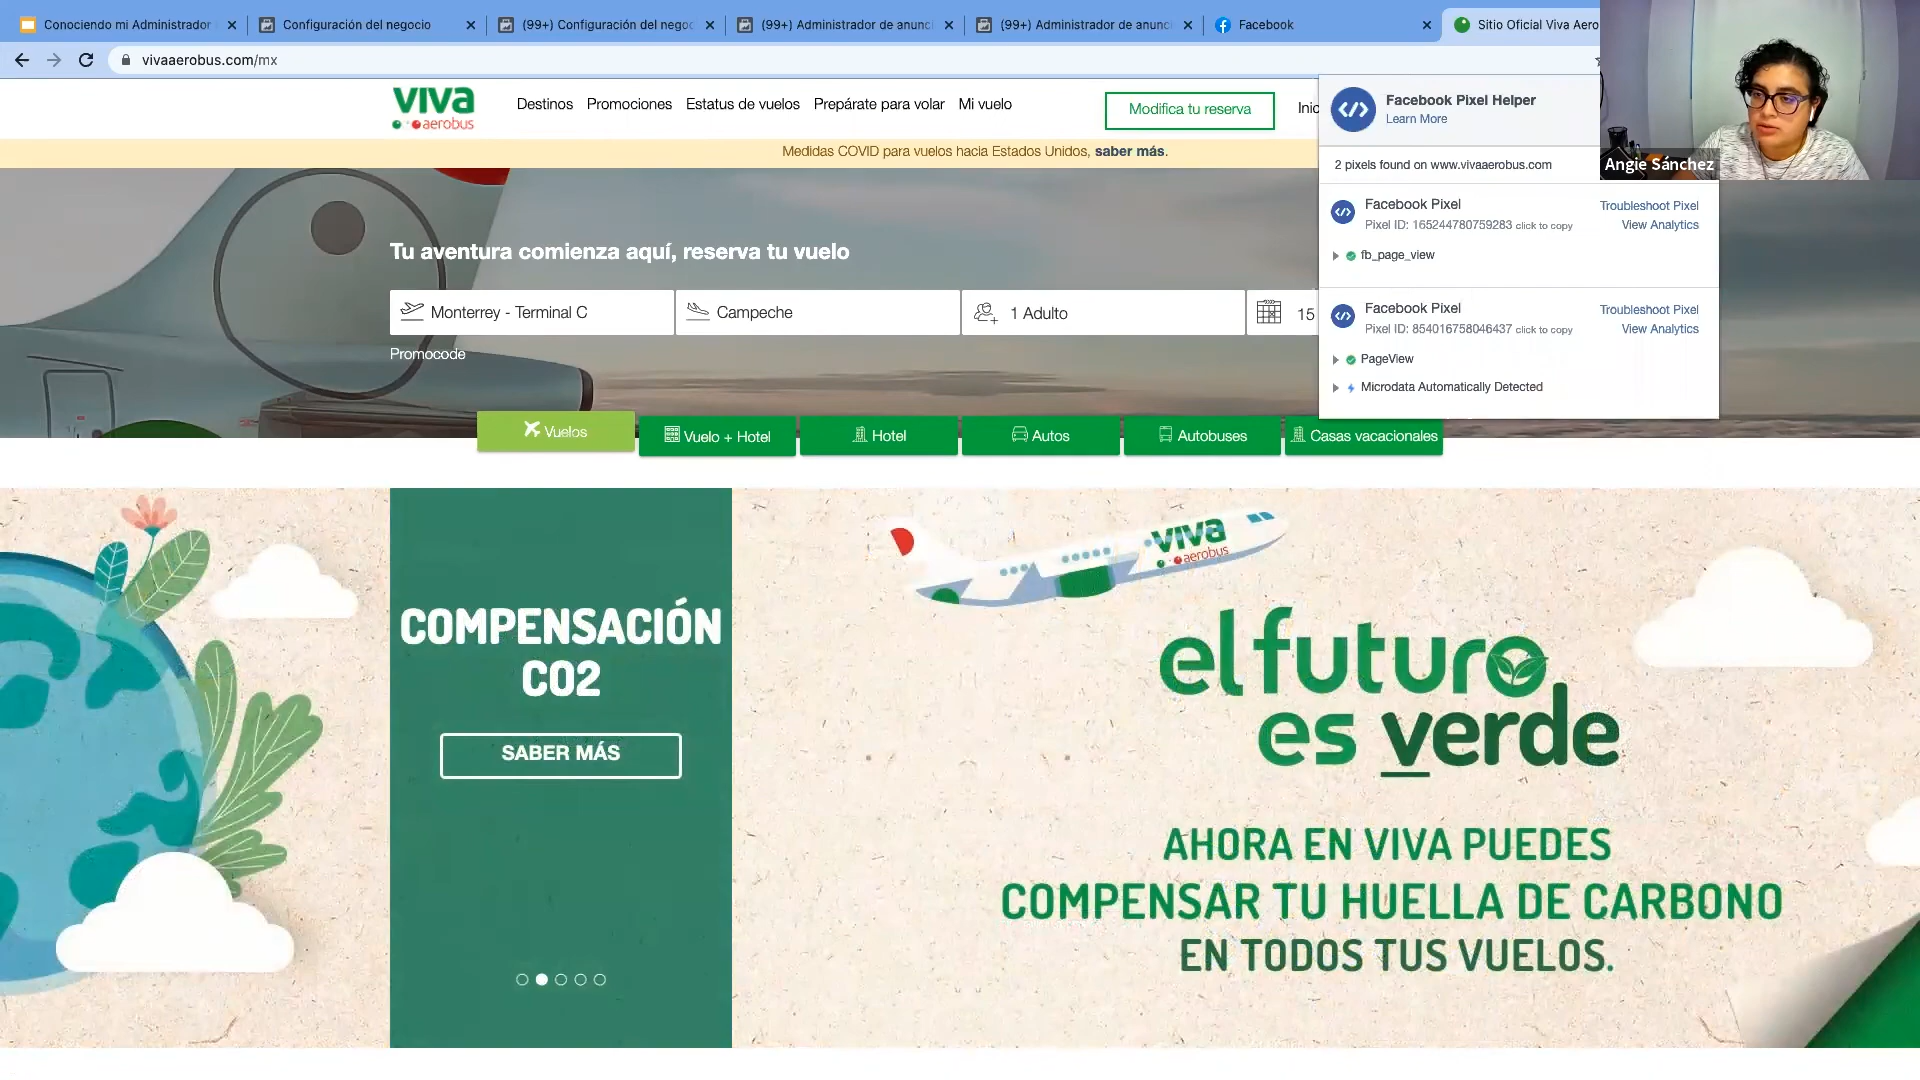 Conociendo mi Administrador
Configuración del negocio
(99+) Configuración del negoc
(99+) Administrador de anunci
(99+) Administrador de anunci
Facebook
Sitio Oficial Viva Aero
vivaaerobus.com/mx
viva
aerobus
Destinos
Promociones
Estatus de vuelos
Prepárate para volar
Mi vuelo
Modifica tu reserva
Inic
Medidas COVID para vuelos hacia Estados Unidos, saber más.
Facebook Pixel Helper
Learn More
2 pixels found on www.vivaaerobus.com
Facebook Pixel
Troubleshoot Pixel
Pixel ID: 165244780759283 click to copy
View Analytics
fb_page_view
Facebook Pixel
Troubleshoot Pixel
Pixel ID: 854016758046437 click to copy
View Analytics
PageView
Microdata Automatically Detected
Angie Sánchez
Tu aventura comienza aquí, reserva tu vuelo
Monterrey - Terminal C
Campeche
1 Adulto
15
Promocode
Vuelos
Vuelo + Hotel
Hotel
Autos
Autobuses
Casas vacacionales
COMPENSACIÓN
CO2
SABER MÁS
viva
aerobus
el futuro
es verde
AHORA EN VIVA PUEDES
COMPENSAR TU HUELLA DE CARBONO
EN TODOS TUS VUELOS.